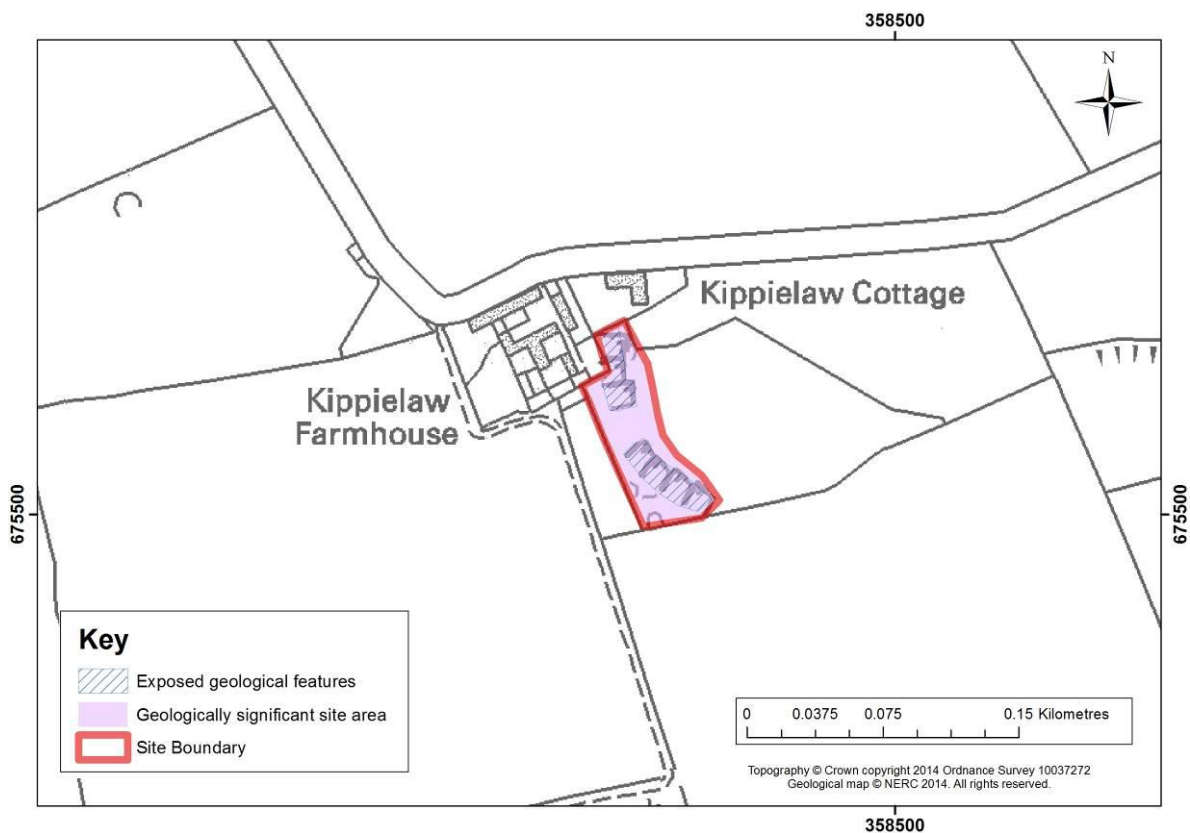 358500
N
Kippielaw Cottage
Kippielaw
Farmhouse
675500
675500
Key
Exposed geological features
Geologically significant site area
Site Boundary
0 0.0375 0.075 0.15 Kilometres
Topography © Crown copyright 2014 Ordnance Survey 10037272
Geological map © NERC 2014. All rights reserved.
358500